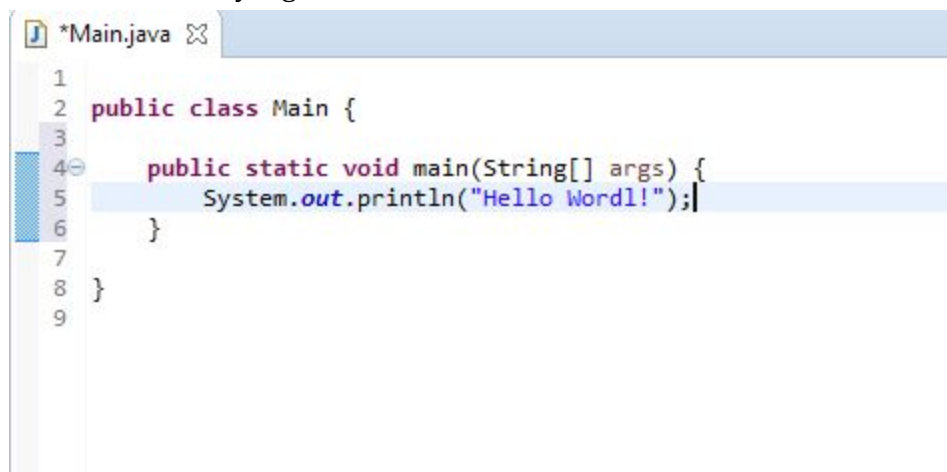 *Main.java
1
2 public class Main {
3
4 public static void main(String[] args) {
5 System.out.println("Hello Wordl!");
6 }
7
8 }
9